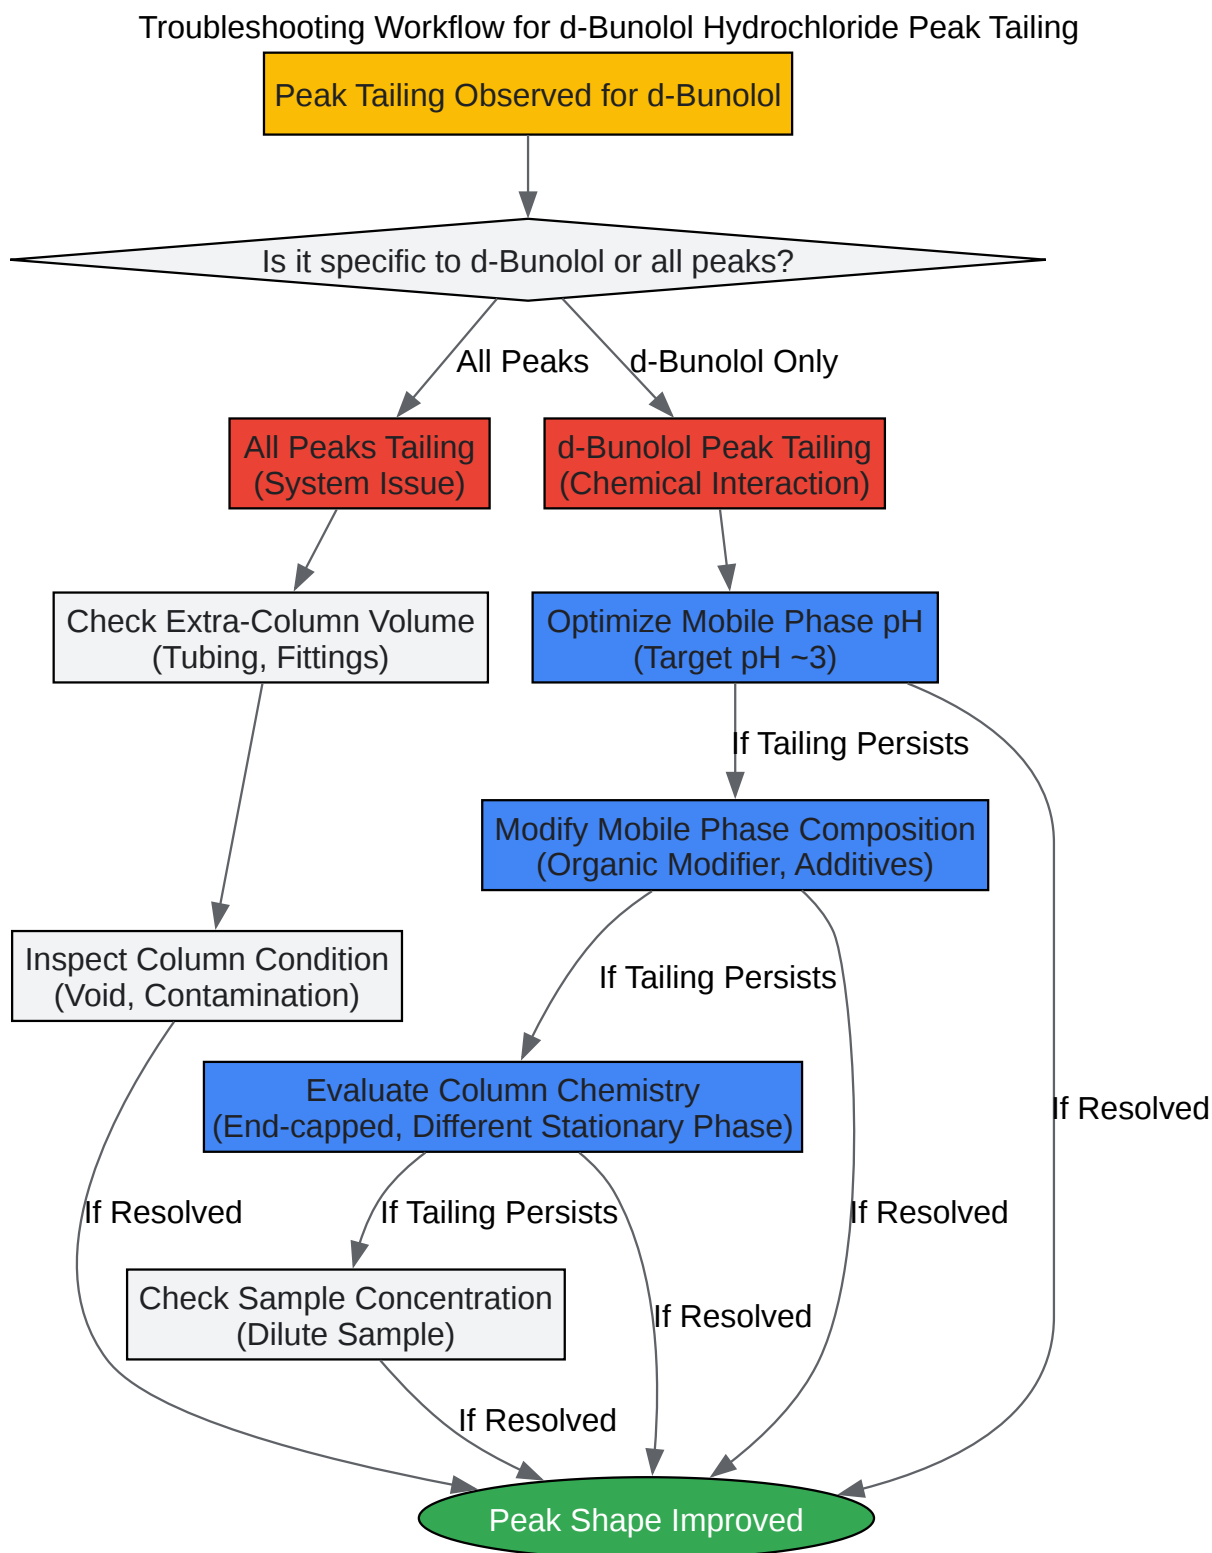 Troubleshooting Workflow for d-Bunolol Hydrochloride Peak Tailing
Peak Tailing Observed for d-Bunolol
Is it specific to d-Bunolol or all peaks?
All Peaks
d-Bunolol Only
All Peaks Tailing
(System Issue)
d-Bunolol Peak Tailing
(Chemical Interaction)
Check Extra-Column Volume
(Tubing, Fittings)
Optimize Mobile Phase pH
(Target pH ~3)
If Tailing Persists
Modify Mobile Phase Composition
(Organic Modifier, Additives)
Inspect Column Condition
(Void, Contamination)
If Tailing Persists
Evaluate Column Chemistry
(End-capped, Different Stationary Phase)
If Resolved
If Resolved
If Tailing Persists
If Resolved
Check Sample Concentration
(Dilute Sample)
If Resolved
If Resolved
Peak Shape Improved